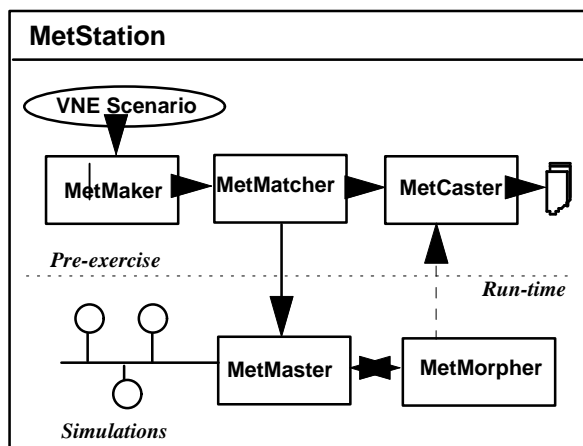 MetStation
VNE Scenario
MetMaker
MetMatcher
MetCaster
Pre-exercise
Run-time
MetMaster
MetMorpher
Simulations